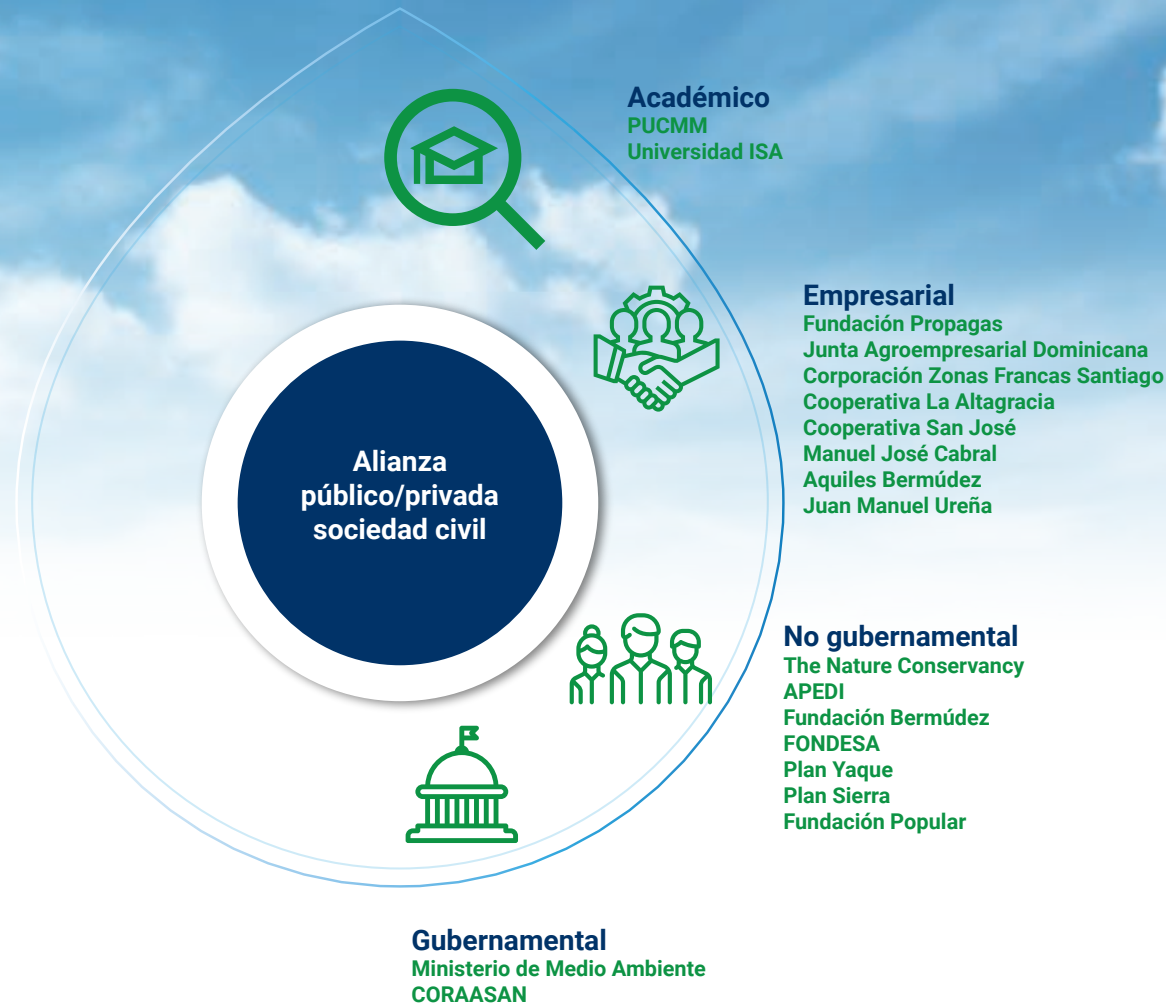 Académico
PUCMM
Universidad ISA
Empresarial
Fundación Propagas
Junta Agroempresarial Dominicana
Corporación Zonas Francas Santiago
Cooperativa La Altagracia
Cooperativa San José
Manuel José Cabral
Aquiles Bermúdez
Juan Manuel Ureña
Alianza
público/privada
sociedad civil
No gubernamental
The Nature Conservancy
APEDI
Fundación Bermúdez
FONDESA
Plan Yaque
Plan Sierra
Fundación Popular
Gubernamental
Ministerio de Medio Ambiente
CORAASAN